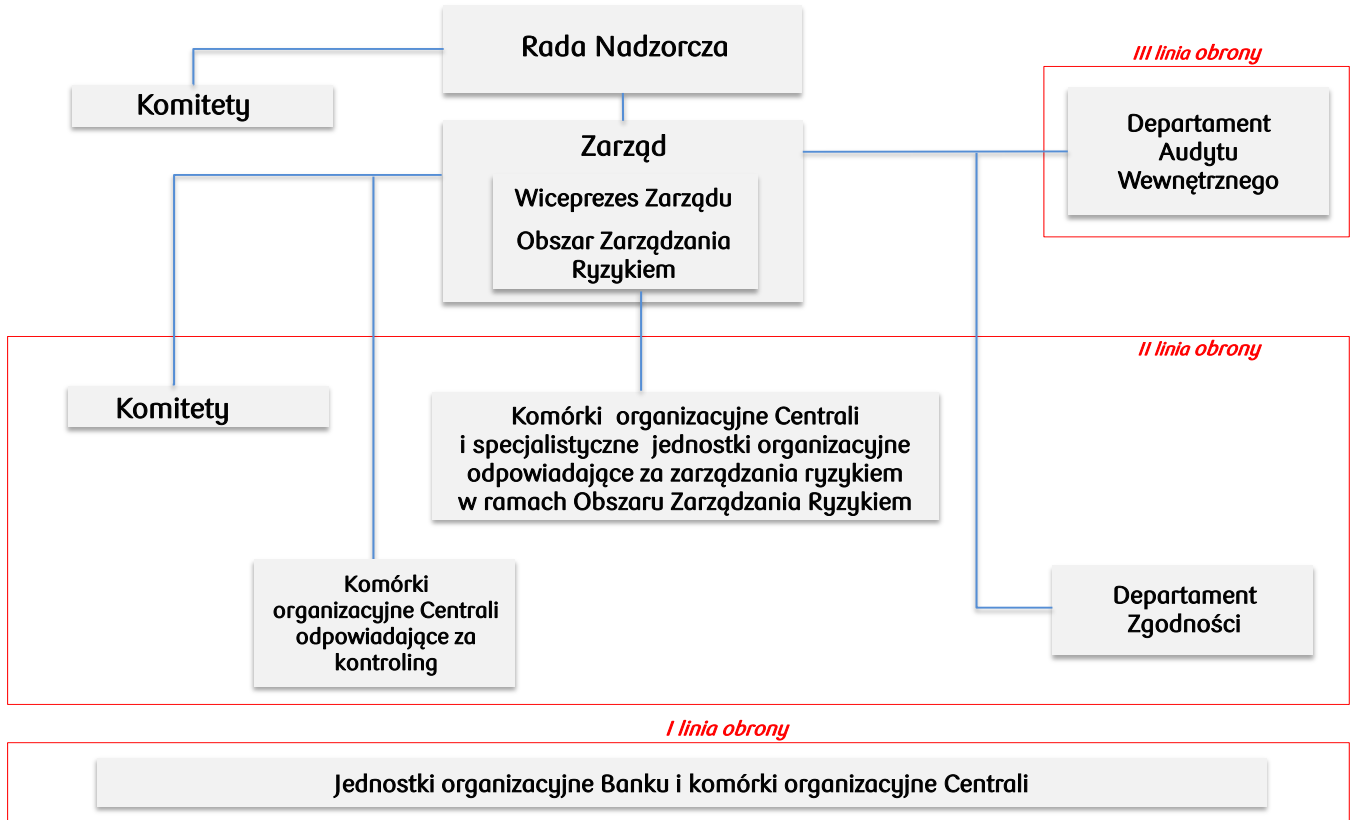 Rada Nadzorcza
III linia obrony
Komitety
Departament
Audytu
Wewnętrznego
Zarząd
Wiceprezes Zarządu
Obszar Zarządzania
Ryzykiem
II linia obrony
Komitety
Komórki organizacyjne Centrali
i specjalistyczne jednostki organizacyjne
odpowiadające za zarządzania ryzykiem
w ramach Obszaru Zarządzania Ryzykiem
Komórki
organizacyjne Centrali
odpowiadające za
kontroling
Departament
Zgodności
I linia obrony
Jednostki organizacyjne Banku i komórki organizacyjne Centrali